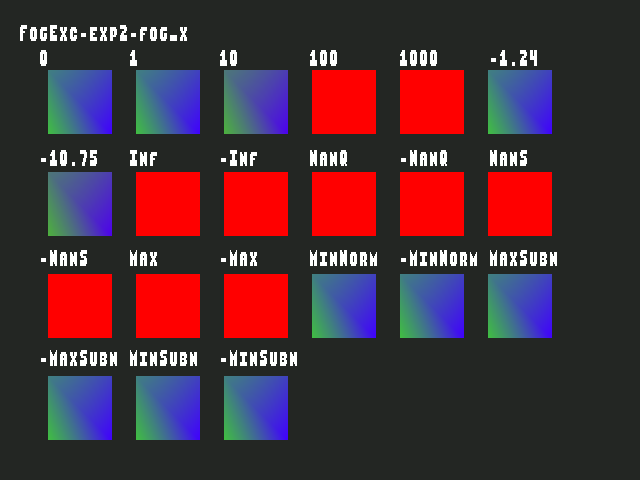 FogExc-exp2-fog_x
0 1 10 100 1000 -1.24
-10.75 Inf -Inf NanQ -NanQ NanS
-NanS Max -Max MinNorm -MinNorm MaxSubN
-MaxSubN MinSubN -MinSubN